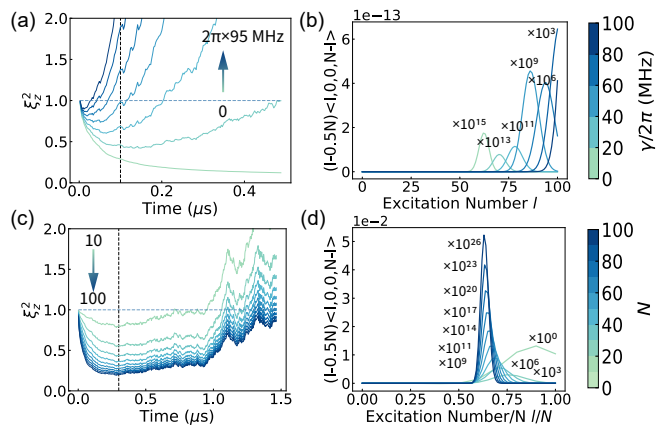 (a)
2π×95 MHz
0
ξ_z^2
2.0
1.5
1.0
0.5
0.0
0.0 0.2 0.4
Time (μs)
(b)
1e−13
(I-0.5N)<I,0,0,N-I>
6
4
2
0
×10^3
×10^9
×10^6
×10^15
×10^11
×10^13
0 25 50 75 100
Excitation Number I
100
80
60
40
20
0
γ/2π (MHz)
(c)
10
100
ξ_z^2
2.0
1.5
1.0
0.5
0.0
0.0 0.5 1.0 1.5
Time (μs)
(d)
1e−2
(I-0.5N)<I,0,0,N-I>
5
4
3
2
1
0
×10^26
×10^23
×10^20
×10^17
×10^14
×10^11
×10^9
×10^0
×10^6
×10^3
0.00 0.25 0.50 0.75 1.00
Excitation Number/N I/N
100
80
60
40
20
0
N